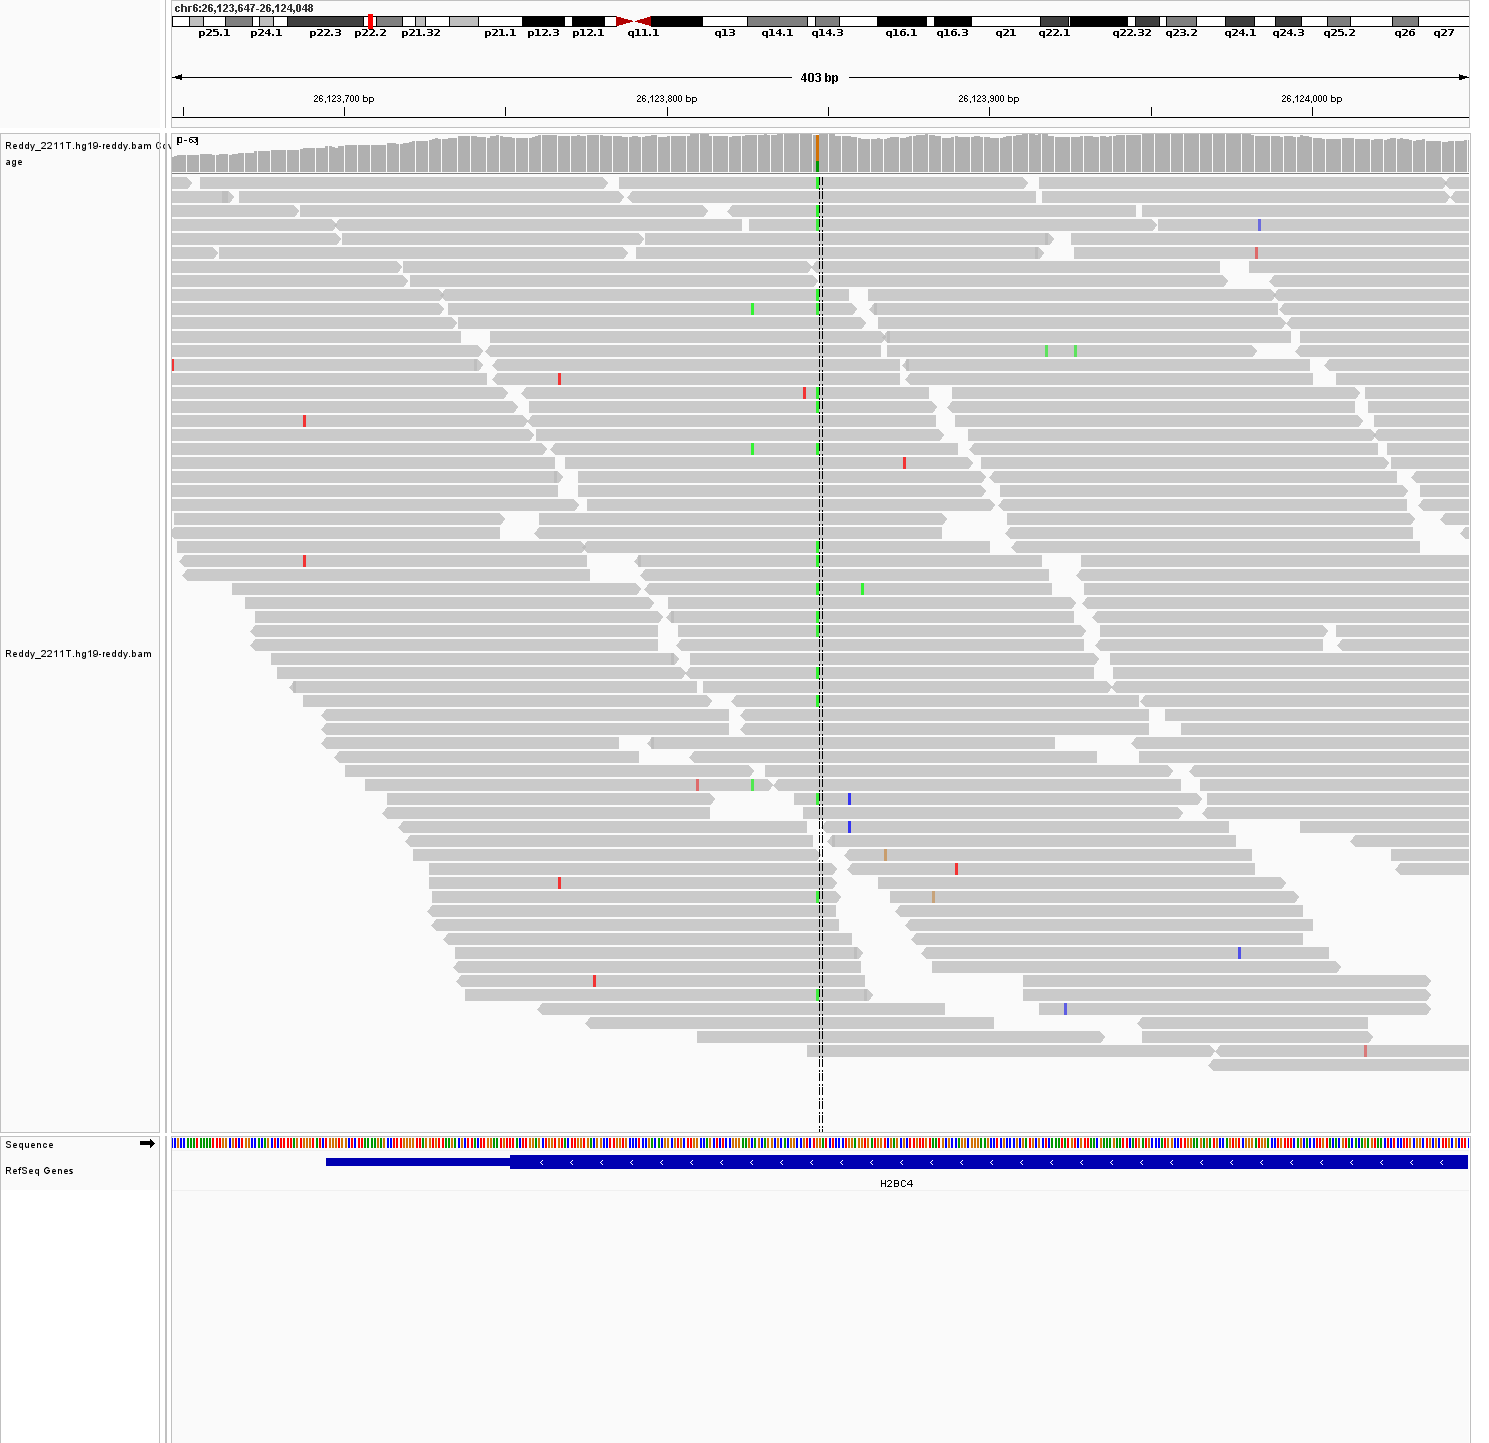 chr6:26,123,647-26,124,048
p25.1 p24.1 p22.3 p22.2 p21.32 p21.1 p12.3 p12.1 q11.1 q13 q14.1 q14.3 q16.1 q16.3 q21 q22.1 q22.32 q23.2 q24.1 q24.3 q25.2 q26 q27
403 bp
26,123,700 bp 26,123,800 bp 26,123,900 bp 26,124,000 bp
Reddy_2211T.hg19-reddy.bam Cov
age
[0-63]
Reddy_2211T.hg19-reddy.bam
Sequence
RefSeq Genes
H2BC4